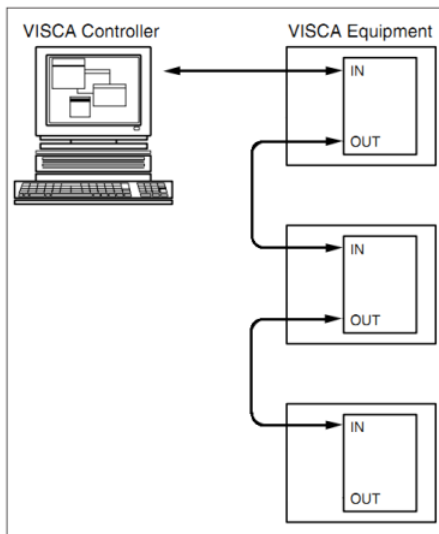 VISCA Controller
VISCA Equipment
IN
OUT
IN
OUT
IN
OUT